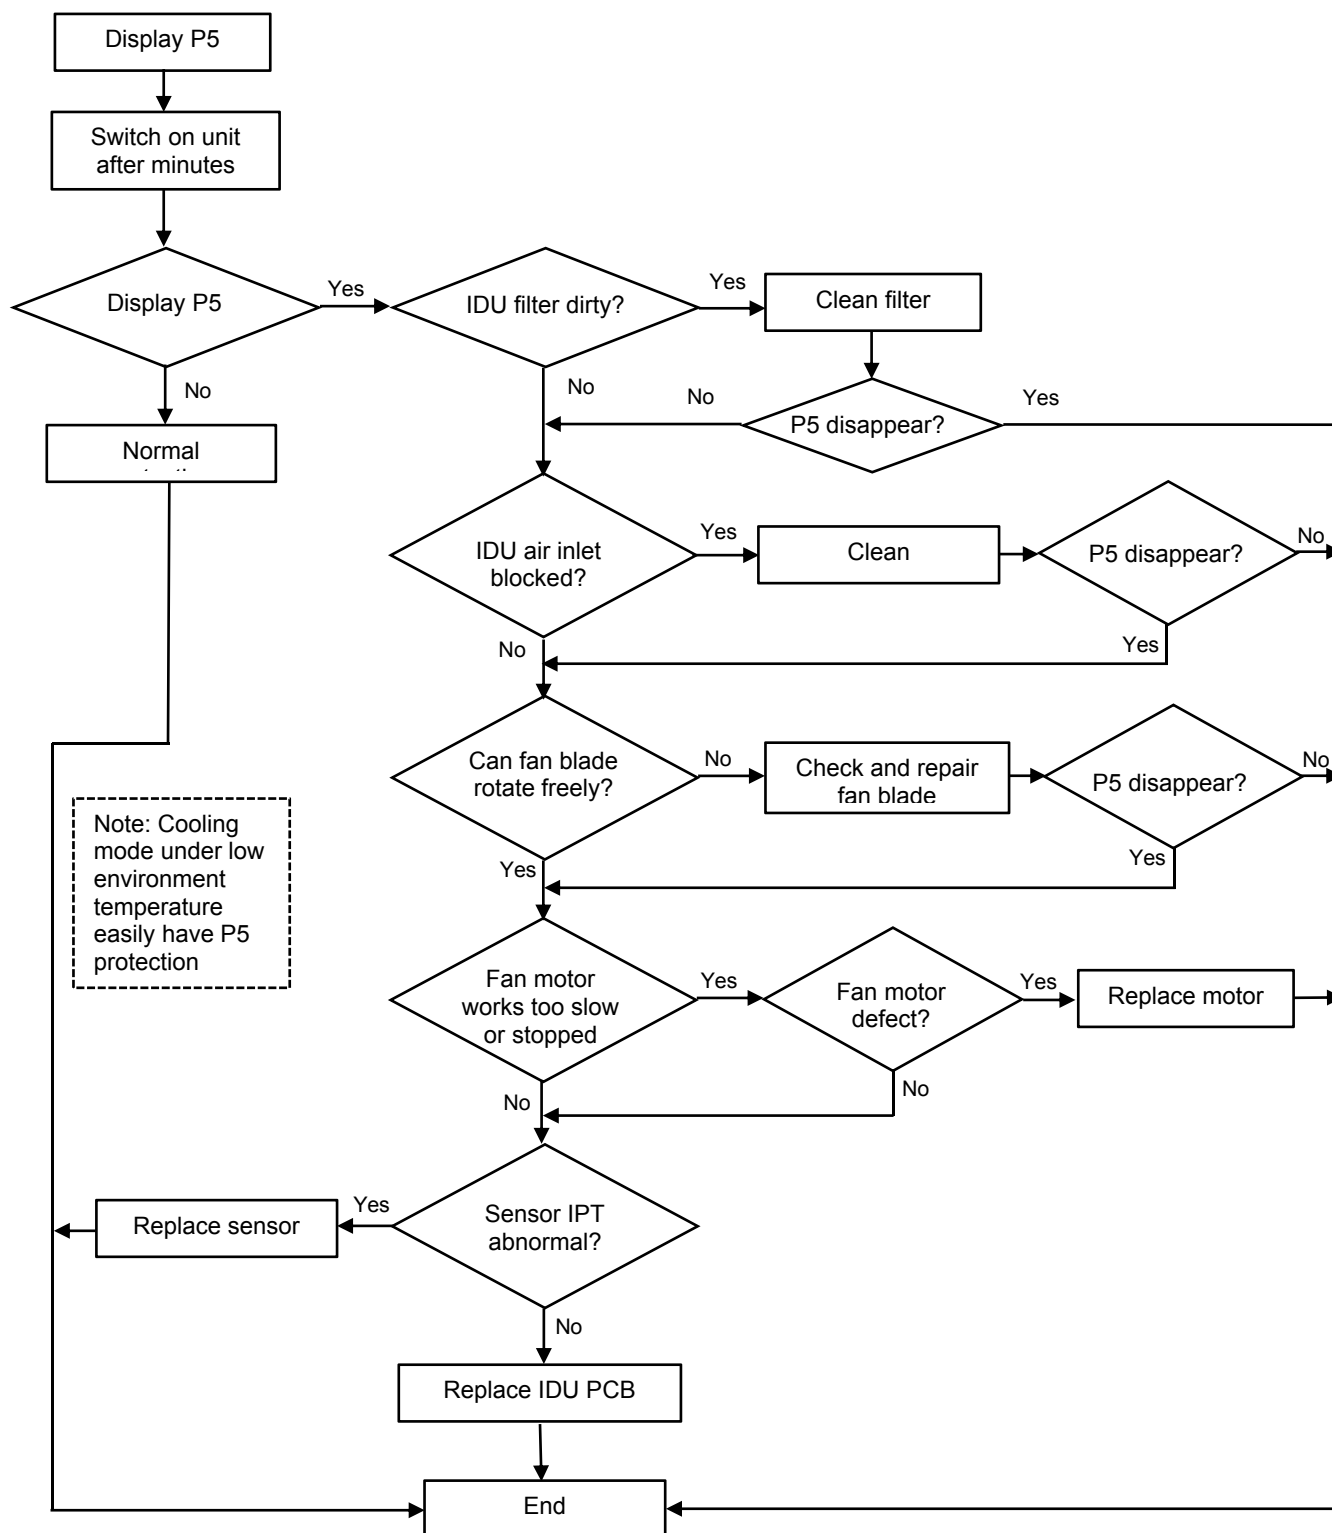 Display P5
Switch on unit
after minutes
Display P5
Yes
IDU filter dirty?
Yes
Clean filter
No
No
No
P5 disappear?
Yes
Normal
IDU air inlet
blocked?
Yes
Clean
P5 disappear?
No
No
Yes
Can fan blade
rotate freely?
No
Check and repair
fan blade
P5 disappear?
No
Note: Cooling
mode under low
environment
temperature
easily have P5
protection
Yes
Yes
Fan motor
works too slow
or stopped
Yes
Fan motor
defect?
Yes
Replace motor
No
No
Sensor IPT
abnormal?
Yes
Replace sensor
No
Replace IDU PCB
End